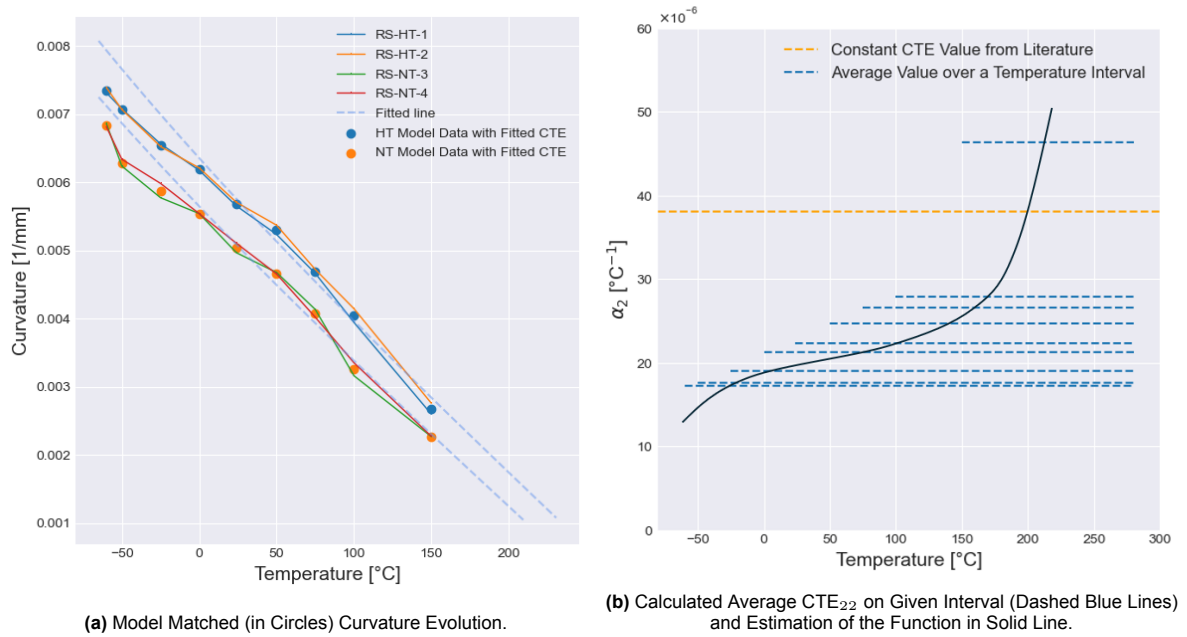 0.008
0.007
0.006
0.005
0.004
0.003
0.002
0.001
Curvature [1/mm]
−50
0
50
100
150
200
Temperature [°C]
RS-HT-1
RS-HT-2
RS-NT-3
RS-NT-4
Fitted line
HT Model Data with Fitted CTE
NT Model Data with Fitted CTE
(a) Model Matched (in Circles) Curvature Evolution.
×10⁻⁶
60
50
40
30
20
10
0
α₂ [°C⁻¹]
−50
0
50
100
150
200
250
300
Temperature [°C]
Constant CTE Value from Literature
Average Value over a Temperature Interval
(b) Calculated Average CTE₂₂ on Given Interval (Dashed Blue Lines)
and Estimation of the Function in Solid Line.